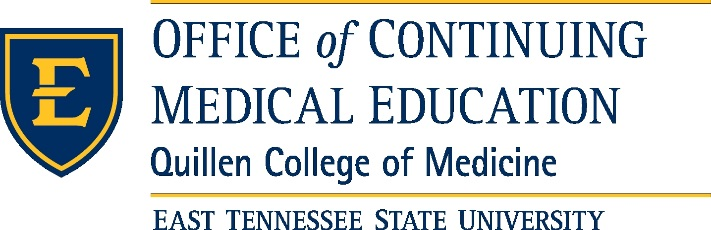 E
OFFICE of CONTINUING
MEDICAL EDUCATION
Quillen College of Medicine
EAST TENNESSEE STATE UNIVERSITY